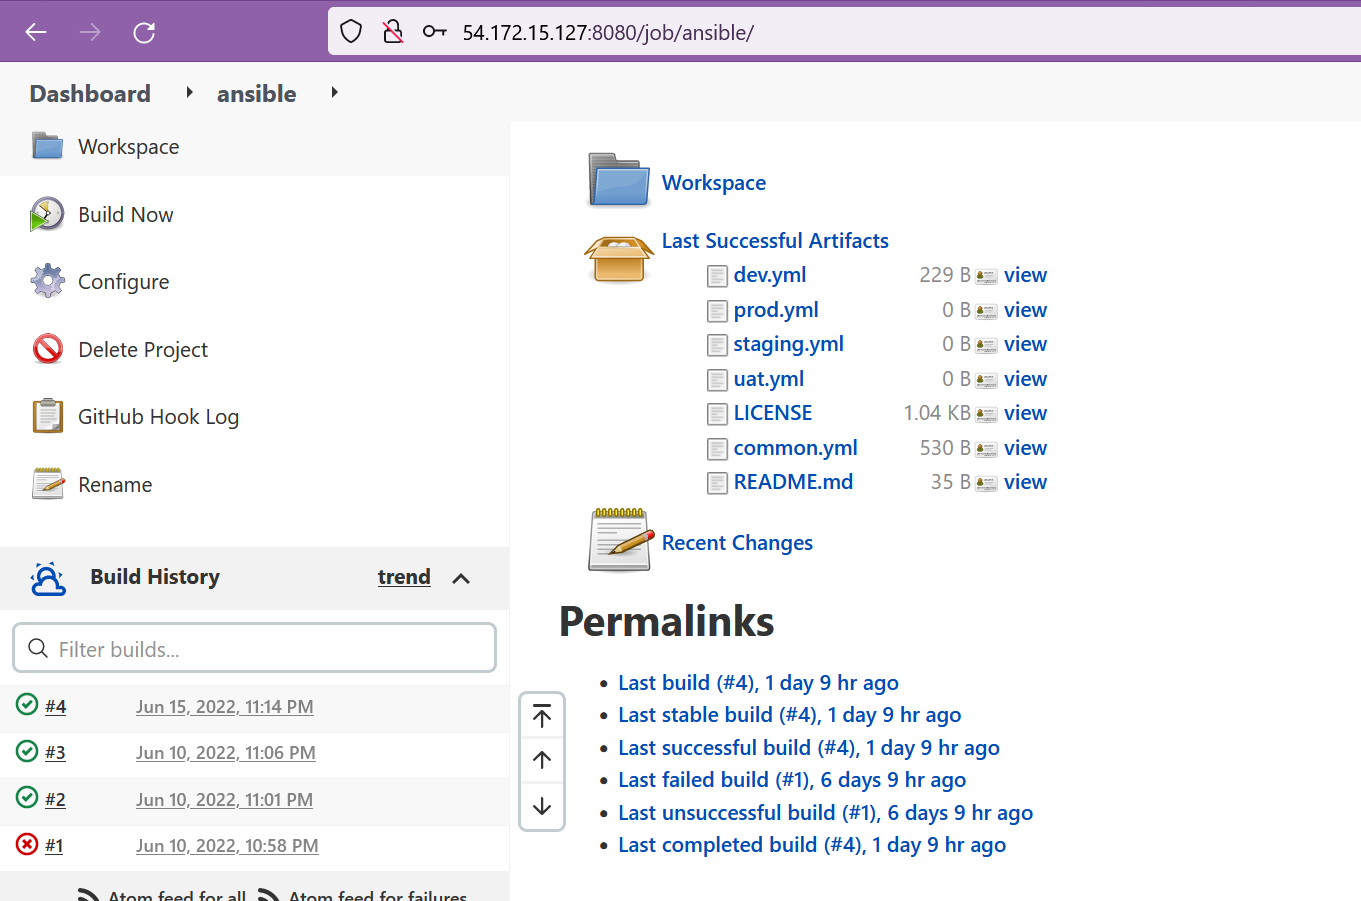 54.172.15.127:8080/job/ansible/
Dashboard ansible
Workspace
Build Now
Configure
Delete Project
GitHub Hook Log
Rename
Build History trend
Filter builds...
#4 Jun 15, 2022, 11:14 PM
#3 Jun 10, 2022, 11:06 PM
#2 Jun 10, 2022, 11:01 PM
#1 Jun 10, 2022, 10:58 PM
Atom feed for all Atom feed for failures
Workspace
Last Successful Artifacts
dev.yml 229 B view
prod.yml 0 B view
staging.yml 0 B view
uat.yml 0 B view
LICENSE 1.04 KB view
common.yml 530 B view
README.md 35 B view
Recent Changes
Permalinks
Last build (#4), 1 day 9 hr ago
Last stable build (#4), 1 day 9 hr ago
Last successful build (#4), 1 day 9 hr ago
Last failed build (#1), 6 days 9 hr ago
Last unsuccessful build (#1), 6 days 9 hr ago
Last completed build (#4), 1 day 9 hr ago